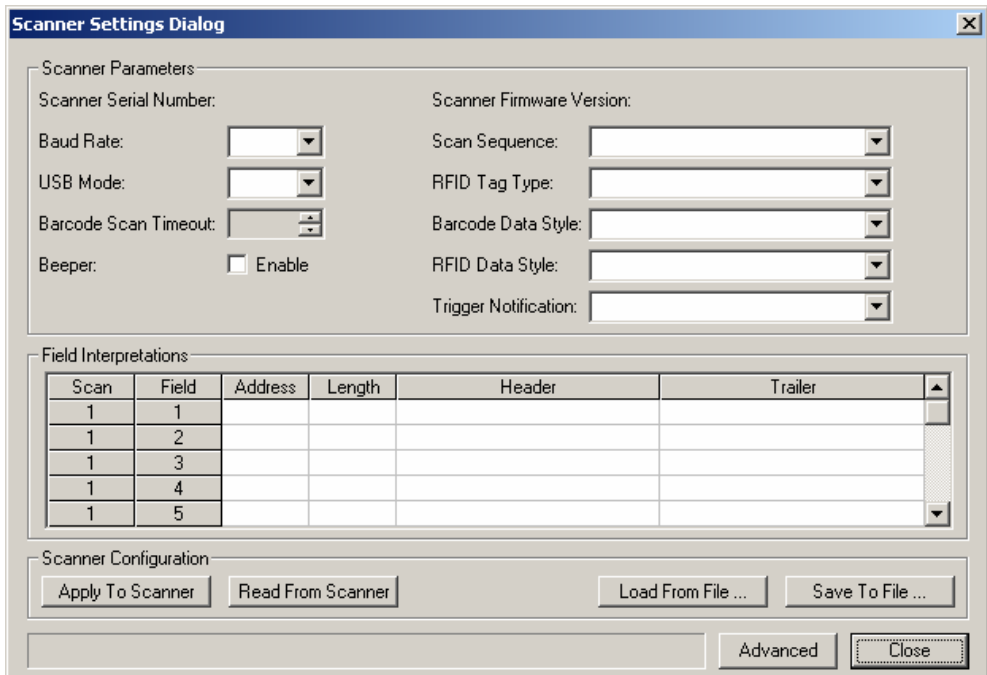 Scanner Settings Dialog
Scanner Parameters
Scanner Serial Number:
Scanner Firmware Version:
Baud Rate:
Scan Sequence:
USB Mode:
RFID Tag Type:
Barcode Scan Timeout:
Barcode Data Style:
Beeper: Enable
RFID Data Style:
Trigger Notification:
Field Interpretations
Scan Field Address Length Header Trailer
1 1
1 2
1 3
1 4
1 5
Scanner Configuration
Apply To Scanner Read From Scanner Load From File ... Save To File ...
Advanced Close